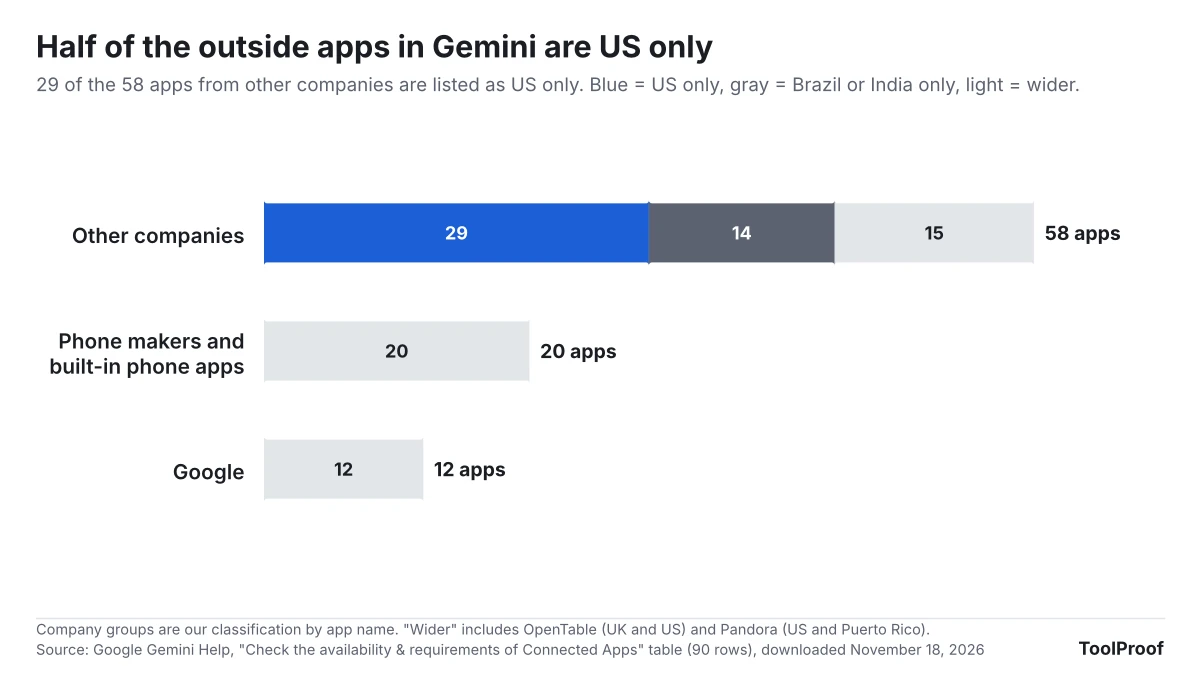 Half of the outside apps in Gemini are US only
29 of the 58 apps from other companies are listed as US only. Blue = US only, gray = Brazil or India only, light = wider.
Other companies
29
14
15
58 apps
Phone makers and
built-in phone apps
20
20 apps
Google
12
12 apps
Company groups are our classification by app name. "Wider" includes OpenTable (UK and US) and Pandora (US and Puerto Rico).
Source: Google Gemini Help, "Check the availability & requirements of Connected Apps" table (90 rows), downloaded November 18, 2026
ToolProof